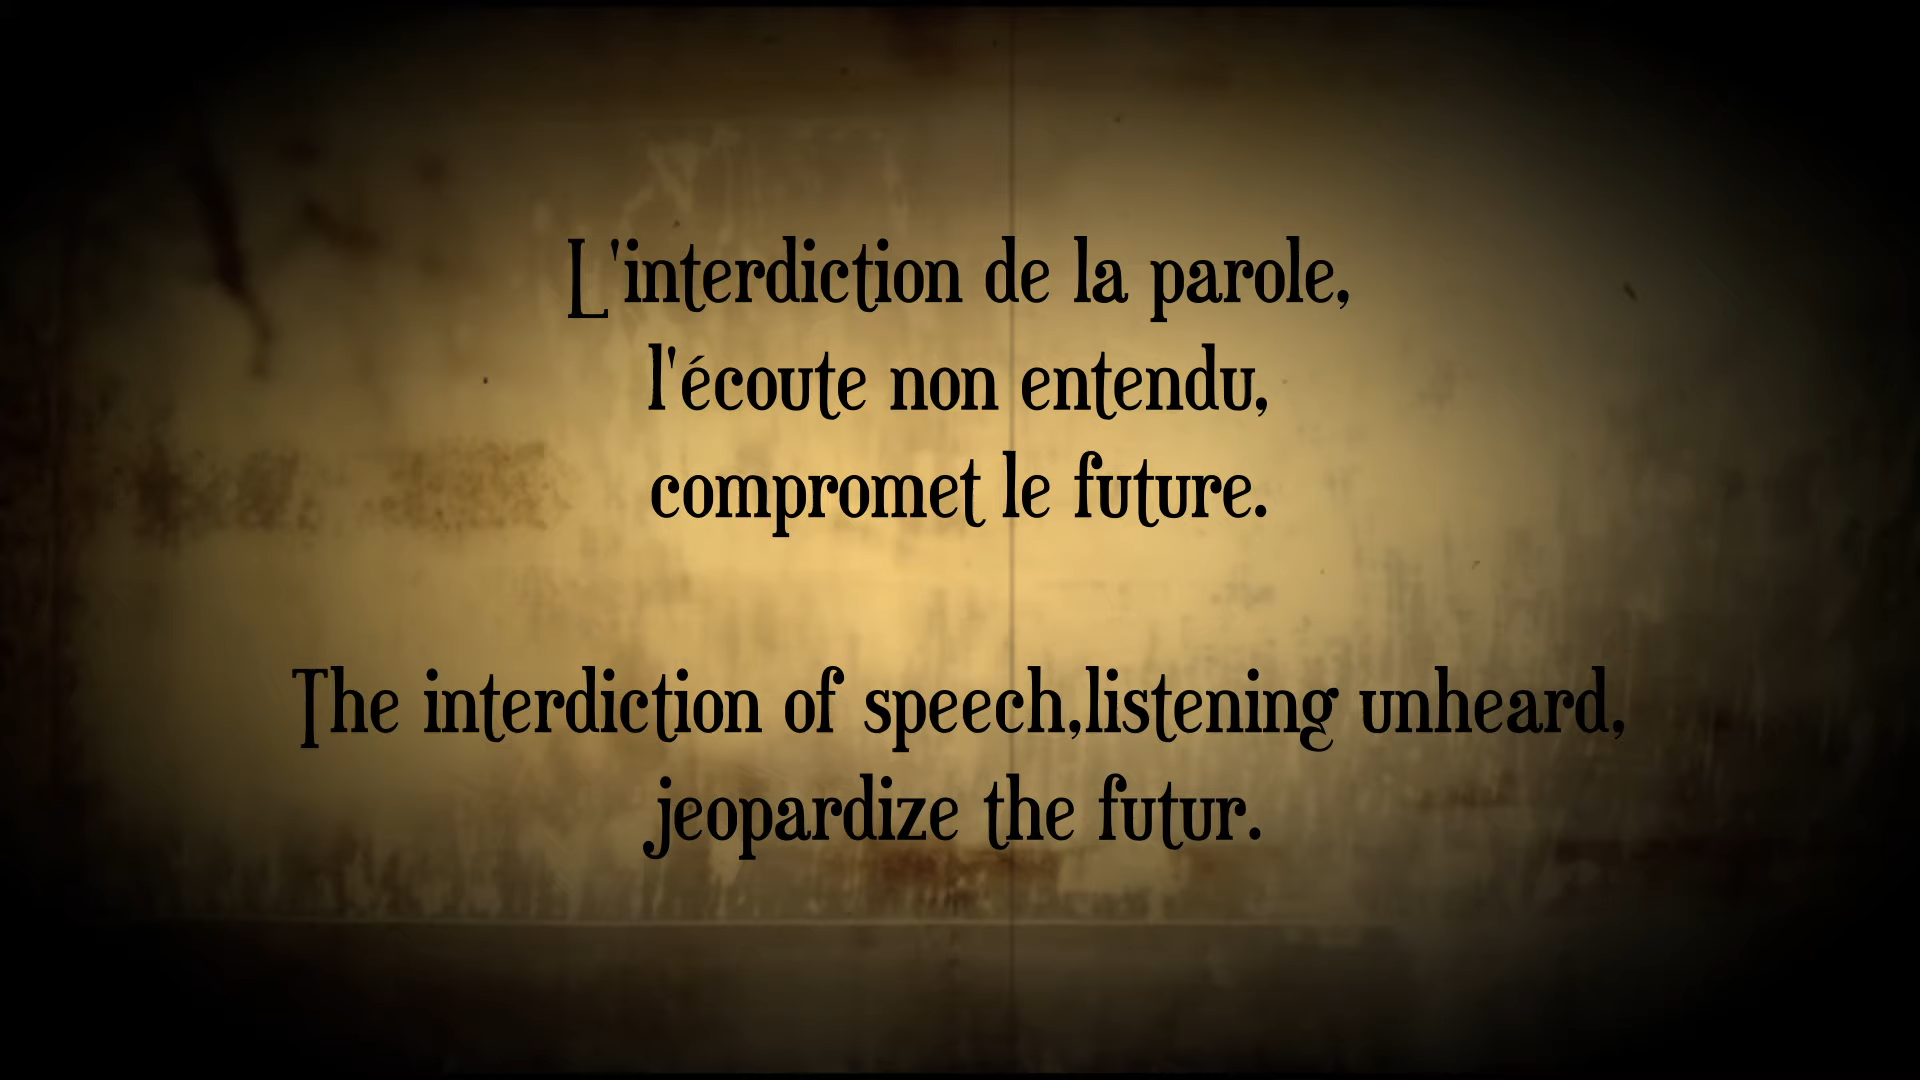 L'interdiction de la parole,
l'écoute non entendu,
compromet le future.
The interdiction of speech,listening unheard,
jeopardize the futur.